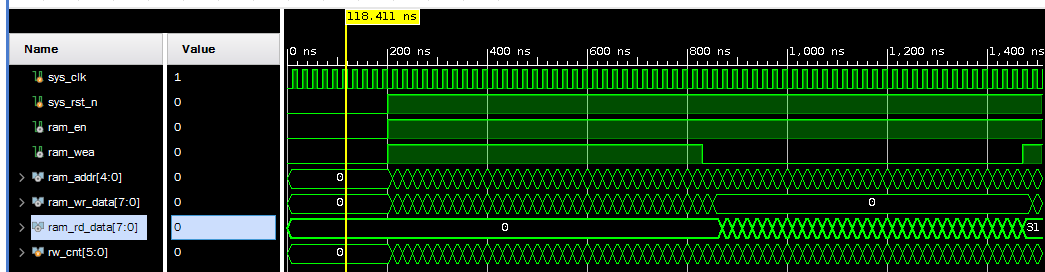 118.411 ns
Name Value 0 ns 200 ns 400 ns 600 ns 800 ns 1,000 ns 1,200 ns 1,400 ns
sys_clk 1
sys_rst_n 0
ram_en 0
ram_wea 0
ram_addr[4:0] 0 0
ram_wr_data[7:0] 0 0 0
ram_rd_data[7:0] 0 0 31
rw_cnt[5:0] 0 0